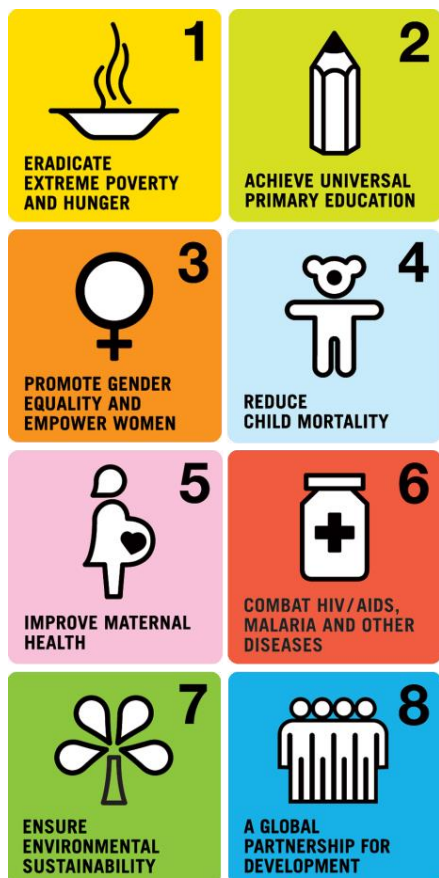 1
ERADICATE
EXTREME POVERTY
AND HUNGER
2
ACHIEVE UNIVERSAL
PRIMARY EDUCATION
3
PROMOTE GENDER
EQUALITY AND
EMPOWER WOMEN
4
REDUCE
CHILD MORTALITY
5
IMPROVE MATERNAL
HEALTH
6
COMBAT HIV/AIDS,
MALARIA AND OTHER
DISEASES
7
ENSURE
ENVIRONMENTAL
SUSTAINABILITY
8
A GLOBAL
PARTNERSHIP FOR
DEVELOPMENT